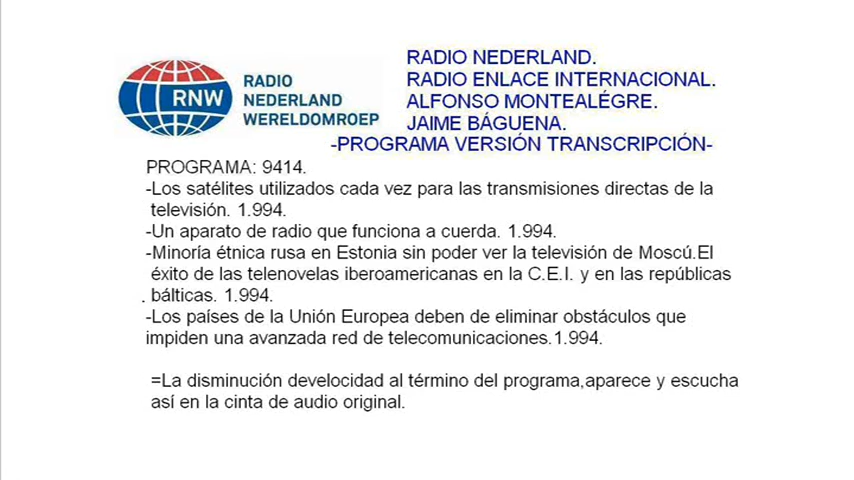 RNW
RADIO
NEDERLAND
WERELDOMROEP
RADIO NEDERLAND.
RADIO ENLACE INTERNACIONAL.
ALFONSO MONTEALÉGRE.
JAIME BÁGUENA.
-PROGRAMA VERSIÓN TRANSCRIPCIÓN-
PROGRAMA: 9414.
-Los satélites utilizados cada vez para las transmisiones directas de la
televisión. 1.994.
-Un aparato de radio que funciona a cuerda. 1.994.
-Minoría étnica rusa en Estonia sin poder ver la televisión de Moscú.El
éxito de las telenovelas iberoamericanas en la C.E.I. y en las repúblicas
. bálticas. 1.994.
-Los países de la Unión Europea deben de eliminar obstáculos que
impiden una avanzada red de telecomunicaciones.1.994.
=La disminución develocidad al término del programa,aparece y escucha
así en la cinta de audio original.